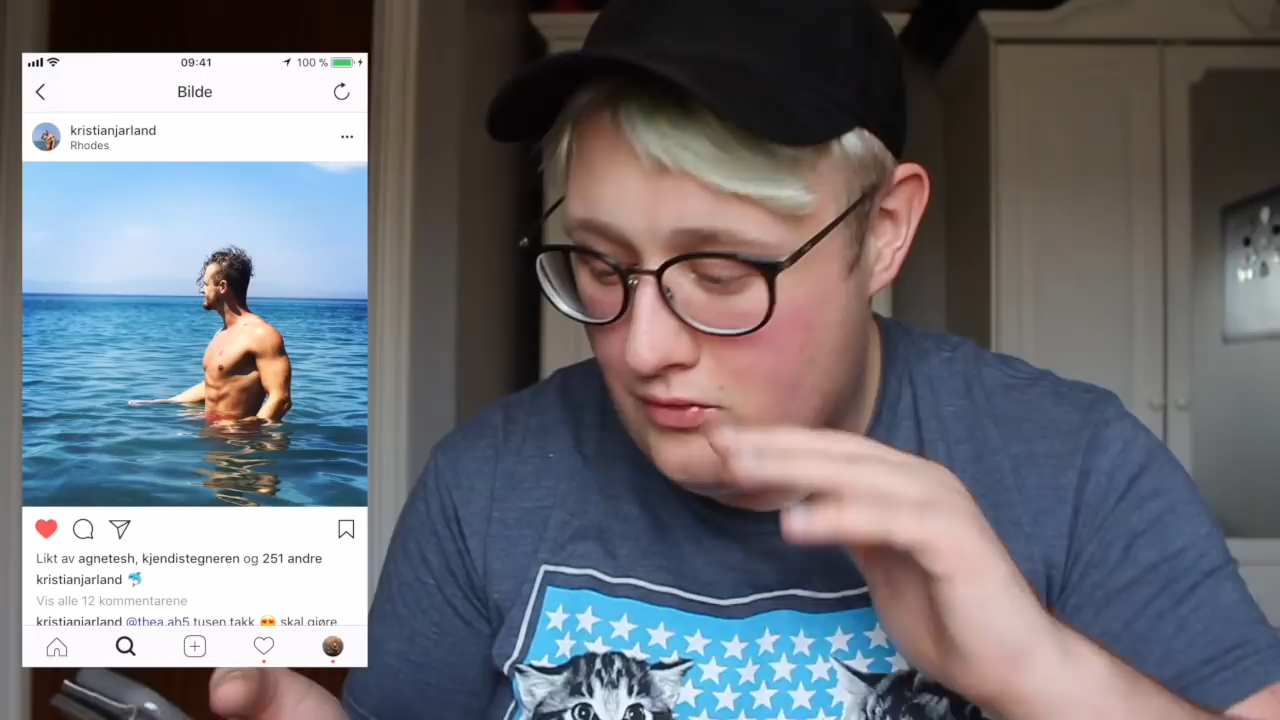 09:41
100 %
Bilde
kristianjarland
Rhodes
Likt av agnetesh, kjendistegneren og 251 andre
kristianjarland
Vis alle 12 kommentarene
kristianjarland @thea.ah5 tusen takk 😍 skal gjøre